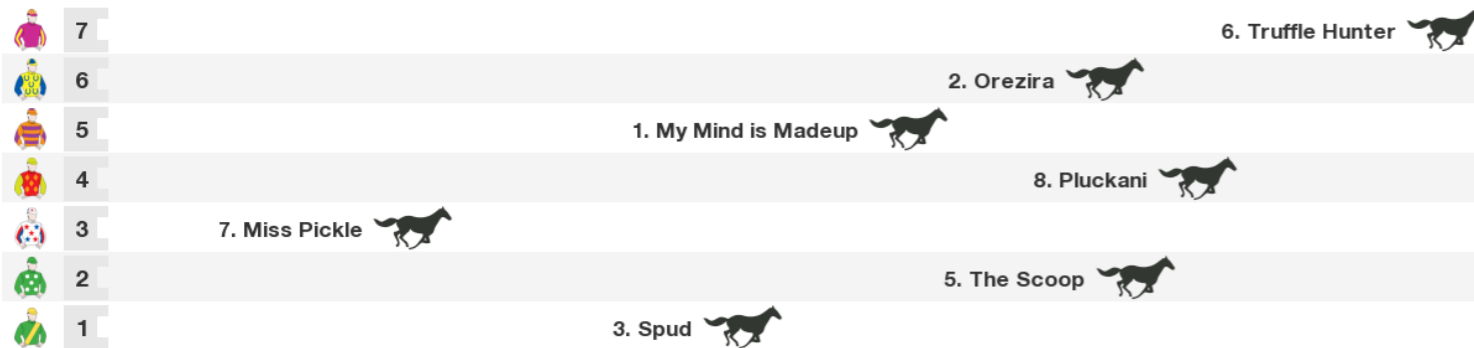 7 6. Truffle Hunter
6 2. Orezira
5 1. My Mind is Madeup
4 8. Pluckani
3 7. Miss Pickle
2 5. The Scoop
1 3. Spud